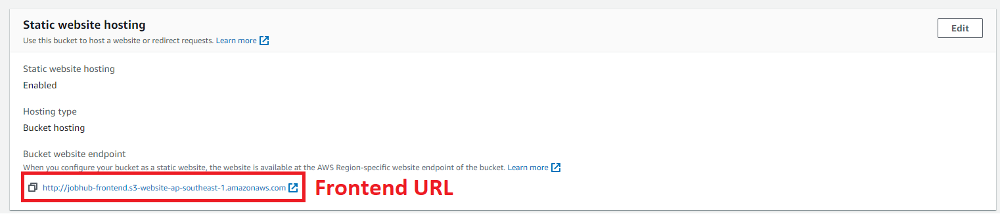 Static website hosting
Edit
Use this bucket to host a website or redirect requests. Learn more
Static website hosting
Enabled
Hosting type
Bucket hosting
Bucket website endpoint
When you configure your bucket as a static website, the website is available at the AWS Region-specific website endpoint of the bucket. Learn more
http://jobhub-frontend.s3-website-ap-southeast-1.amazonaws.com
Frontend URL